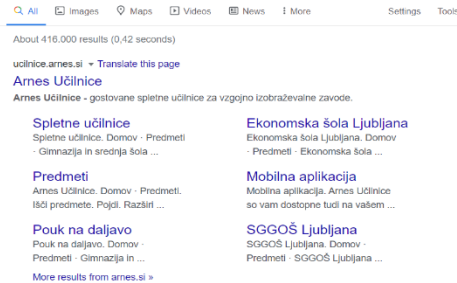 All Images Maps Videos News More Settings Tools
About 416.000 results (0,42 seconds)
ucilnice.arnes.si Translate this page
Arnes Učilnice
Arnes Učilnice - gostovane spletne učilnice za vzgojno izobraževalne zavode.
Spletne učilnice
Spletne učilnice. Domov · Predmeti
· Gimnazija in srednja šola ...
Ekonomska šola Ljubljana
Ekonomska šola Ljubljana. Domov
· Predmeti · Ekonomska šola ...
Predmeti
Arnes Učilnice. Domov · Predmeti.
Išči predmete. Pojdi. Razširi ...
Mobilna aplikacija
Mobilna aplikacija. Arnes Učilnice
so vam dostopne tudi na vašem ...
Pouk na daljavo
Pouk na daljavo. Domov ·
Predmeti · Gimnazija in ...
SGGOŠ Ljubljana
SGGOŠ Ljubljana. Domov ·
Predmeti · SGGOŠ Ljubljana ...
More results from arnes.si »